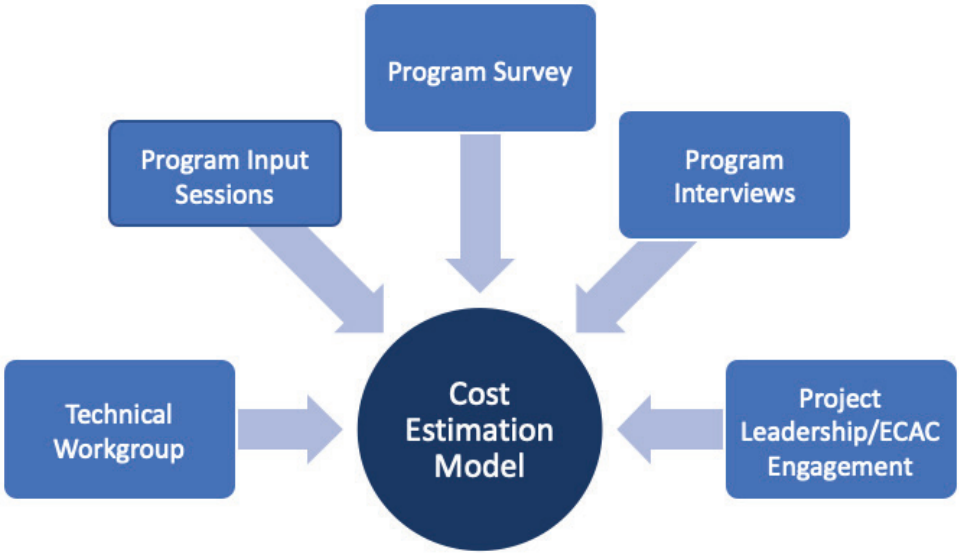 Program Survey
Program Input
Sessions
Program
Interviews
Technical
Workgroup
Cost
Estimation
Model
Project
Leadership/ECAC
Engagement